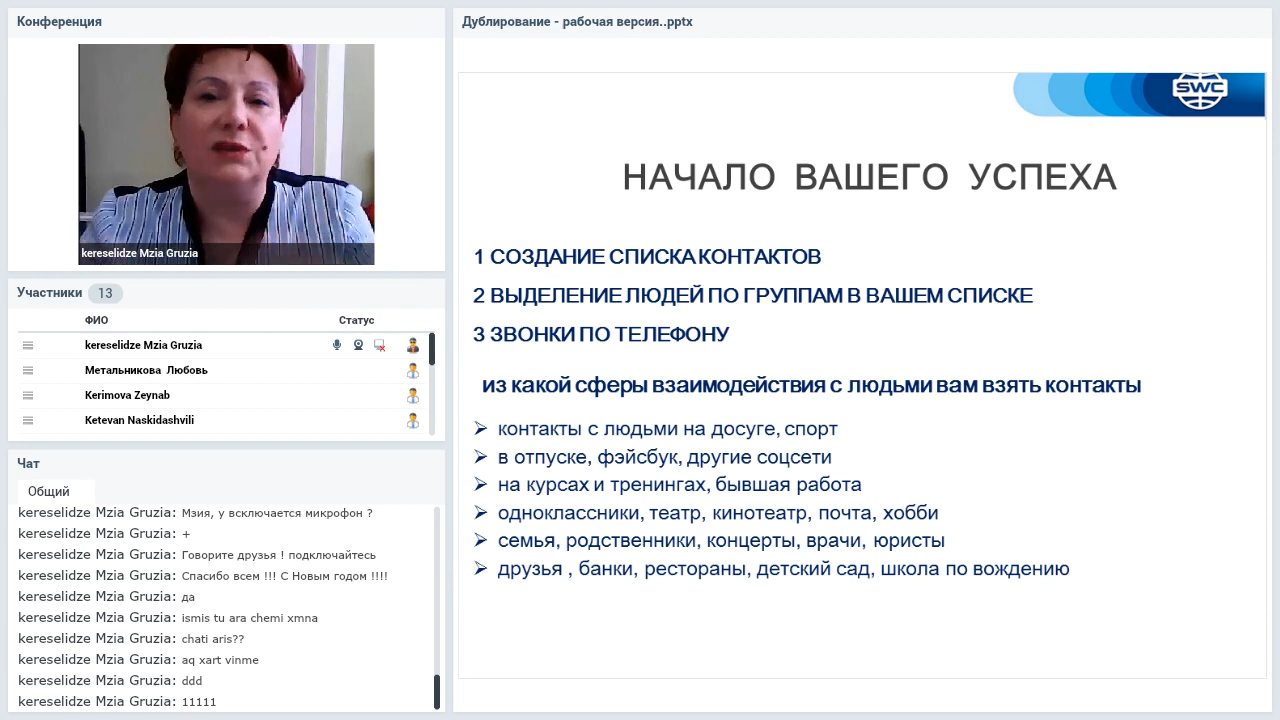 Конференция
kereselidze Mzia Gruzia
Участники 13
ФИО Статус
kereselidze Mzia Gruzia
Метальникова Любовь
Kerimova Zeynab
Ketevan Naskidashvili
Чат
Общий
kereselidze Mzia Gruzia: Мзия, у всключается микрофон ?
kereselidze Mzia Gruzia: +
kereselidze Mzia Gruzia: Говорите друзья ! подключайтесь
kereselidze Mzia Gruzia: Спасибо всем !!! С Новым годом !!!!
kereselidze Mzia Gruzia: да
kereselidze Mzia Gruzia: ismis tu ara chemi xmna
kereselidze Mzia Gruzia: chati aris??
kereselidze Mzia Gruzia: aq xart vinme
kereselidze Mzia Gruzia: ddd
kereselidze Mzia Gruzia: 11111
Дублирование - рабочая версия..pptx
SWC
НАЧАЛО ВАШЕГО УСПЕХА
1 СОЗДАНИЕ СПИСКА КОНТАКТОВ
2 ВЫДЕЛЕНИЕ ЛЮДЕЙ ПО ГРУППАМ В ВАШЕМ СПИСКЕ
3 ЗВОНКИ ПО ТЕЛЕФОНУ
из какой сферы взаимодействия с людьми вам взять контакты
контакты с людьми на досуге, спорт
в отпуске, фэйсбук, другие соцсети
на курсах и тренингах, бывшая работа
одноклассники, театр, кинотеатр, почта, хобби
семья, родственники, концерты, врачи, юристы
друзья , банки, рестораны, детский сад, школа по вождению